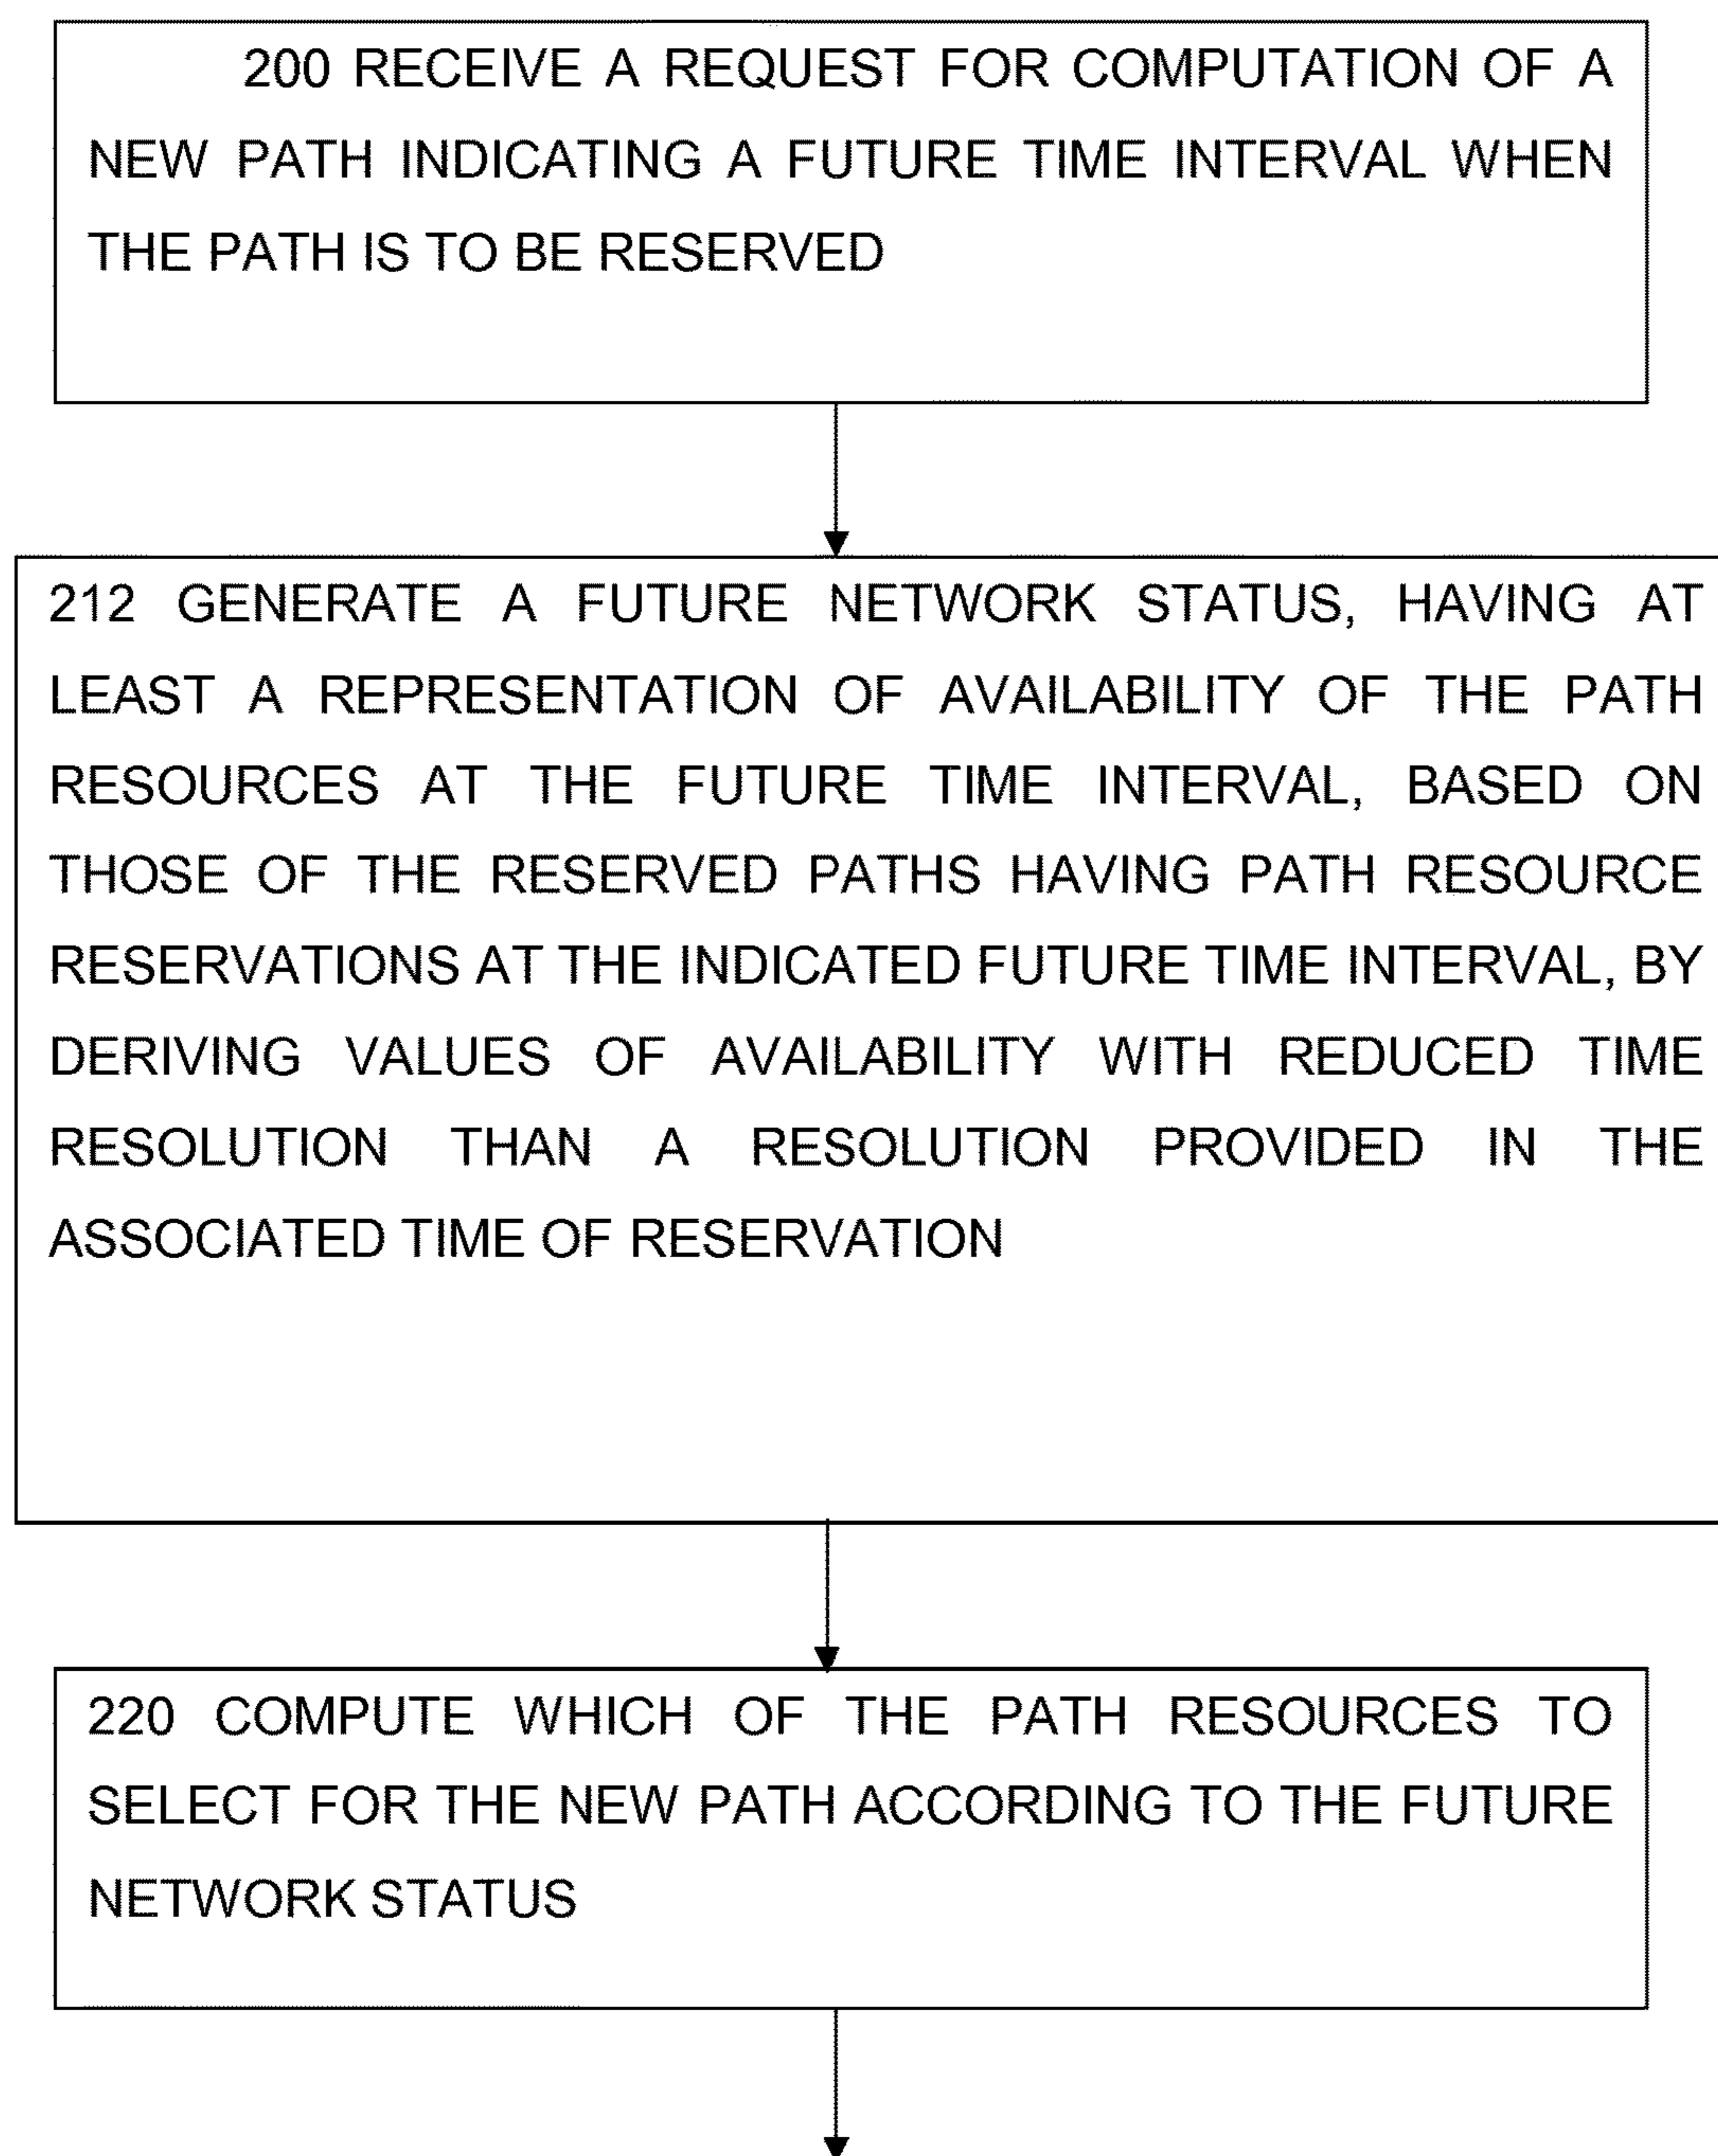 200 RECEIVE A REQUEST FOR COMPUTATION OF A
NEW PATH INDICATING A FUTURE TIME INTERVAL WHEN
THE PATH IS TO BE RESERVED
212 GENERATE A FUTURE NETWORK STATUS, HAVING AT
LEAST A REPRESENTATION OF AVAILABILITY OF THE PATH
RESOURCES AT THE FUTURE TIME INTERVAL, BASED ON
THOSE OF THE RESERVED PATHS HAVING PATH RESOURCE
RESERVATIONS AT THE INDICATED FUTURE TIME INTERVAL, BY
DERIVING VALUES OF AVAILABILITY WITH REDUCED TIME
RESOLUTION THAN A RESOLUTION PROVIDED IN THE
ASSOCIATED TIME OF RESERVATION
220 COMPUTE WHICH OF THE PATH RESOURCES TO
SELECT FOR THE NEW PATH ACCORDING TO THE FUTURE
NETWORK STATUS